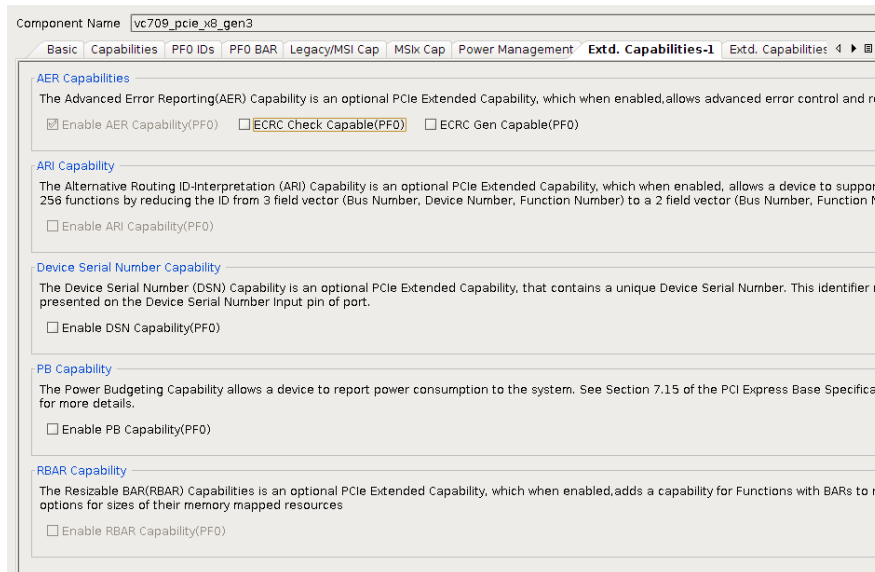 Component Name vc709_pcie_x8_gen3
Basic Capabilities PF0 IDs PF0 BAR Legacy/MSI Cap MSIx Cap Power Management Extd. Capabilities-1 Extd. Capabilities
AER Capabilities
The Advanced Error Reporting(AER) Capability is an optional PCIe Extended Capability, which when enabled,allows advanced error control and
Enable AER Capability(PF0) ECRC Check Capable(PF0) ECRC Gen Capable(PF0)
ARI Capability
The Alternative Routing ID-Interpretation (ARI) Capability is an optional PCIe Extended Capability, which when enabled, allows a device to
256 functions by reducing the ID from 3 field vector (Bus Number, Device Number, Function Number) to a 2 field vector (Bus Number, Function
Device Serial Number Capability
Enable ARI Capability(PF0)
The Device Serial Number (DSN) Capability is an optional PCIe Extended Capability, that contains a unique Device Serial Number. This identifier
presented on the Device Serial Number Input pin of port.
Enable DSN Capability(PF0)
PB Capability
The Power Budgeting Capability allows a device to report power consumption to the system. See Section 7.15 of the PCI Express Base
for more details.
Enable PB Capability(PF0)
RBAR Capability
The Resizable BAR(RBAR) Capabilities is an optional PCIe Extended Capability, which when enabled,adds a capability for Functions with BARs to
options for sizes of their memory mapped resources
Enable RBAR Capability(PF0)